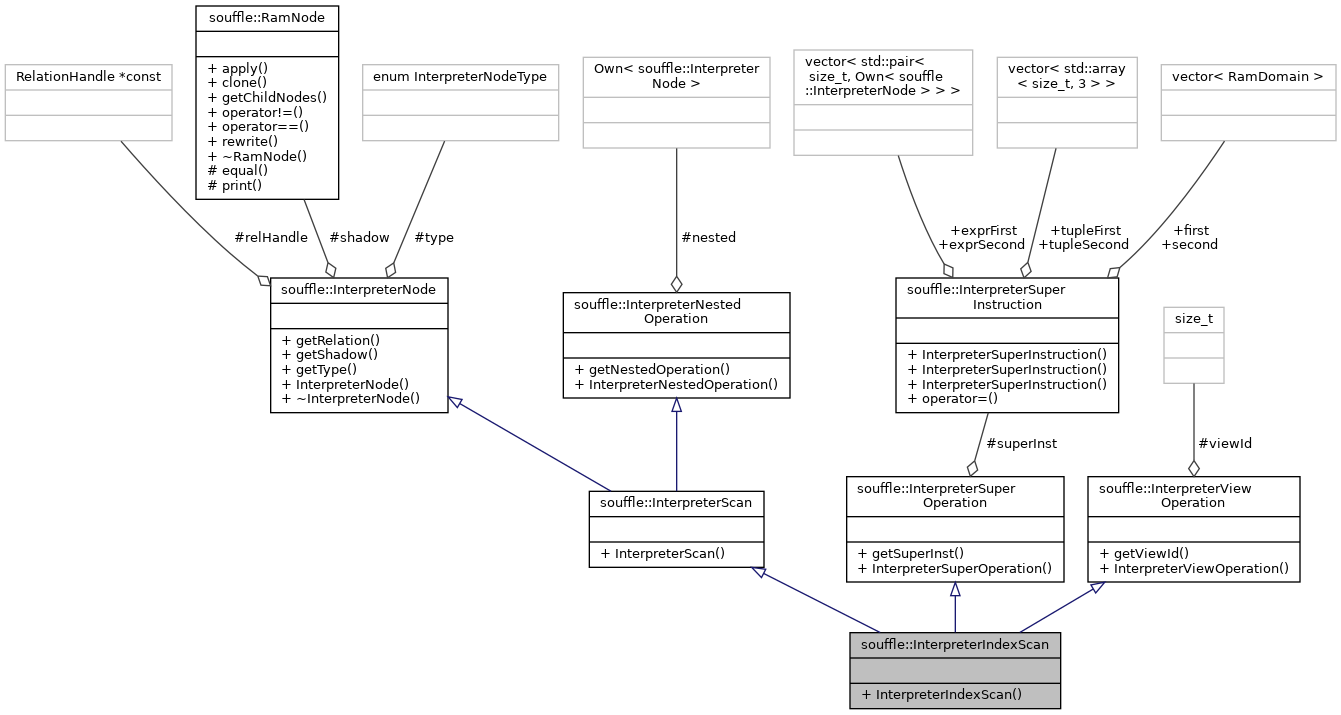 souffle::RamNode
+ apply()
+ clone()
+ getChildNodes()
+ operator!=()
+ operator==()
+ rewrite()
+ ~RamNode()
# equal()
# print()
RelationHandle *const
enum InterpreterNodeType
Own< souffle::Interpreter
Node >
vector< std::pair<
size_t, Own< souffle
::InterpreterNode > > >
vector< std::array
< size_t, 3 > >
vector< RamDomain >
#relHandle
#shadow
#type
#nested
+exprFirst
+exprSecond
+tupleFirst
+tupleSecond
+first
+second
souffle::InterpreterNode
+ getRelation()
+ getShadow()
+ getType()
+ InterpreterNode()
+ ~InterpreterNode()
souffle::InterpreterNested
Operation
+ getNestedOperation()
+ InterpreterNestedOperation()
souffle::InterpreterSuper
Instruction
+ InterpreterSuperInstruction()
+ InterpreterSuperInstruction()
+ InterpreterSuperInstruction()
+ operator=()
size_t
#superInst
#viewId
souffle::InterpreterScan
+ InterpreterScan()
souffle::InterpreterSuper
Operation
+ getSuperInst()
+ InterpreterSuperOperation()
souffle::InterpreterView
Operation
+ getViewId()
+ InterpreterViewOperation()
souffle::InterpreterIndexScan
+ InterpreterIndexScan()